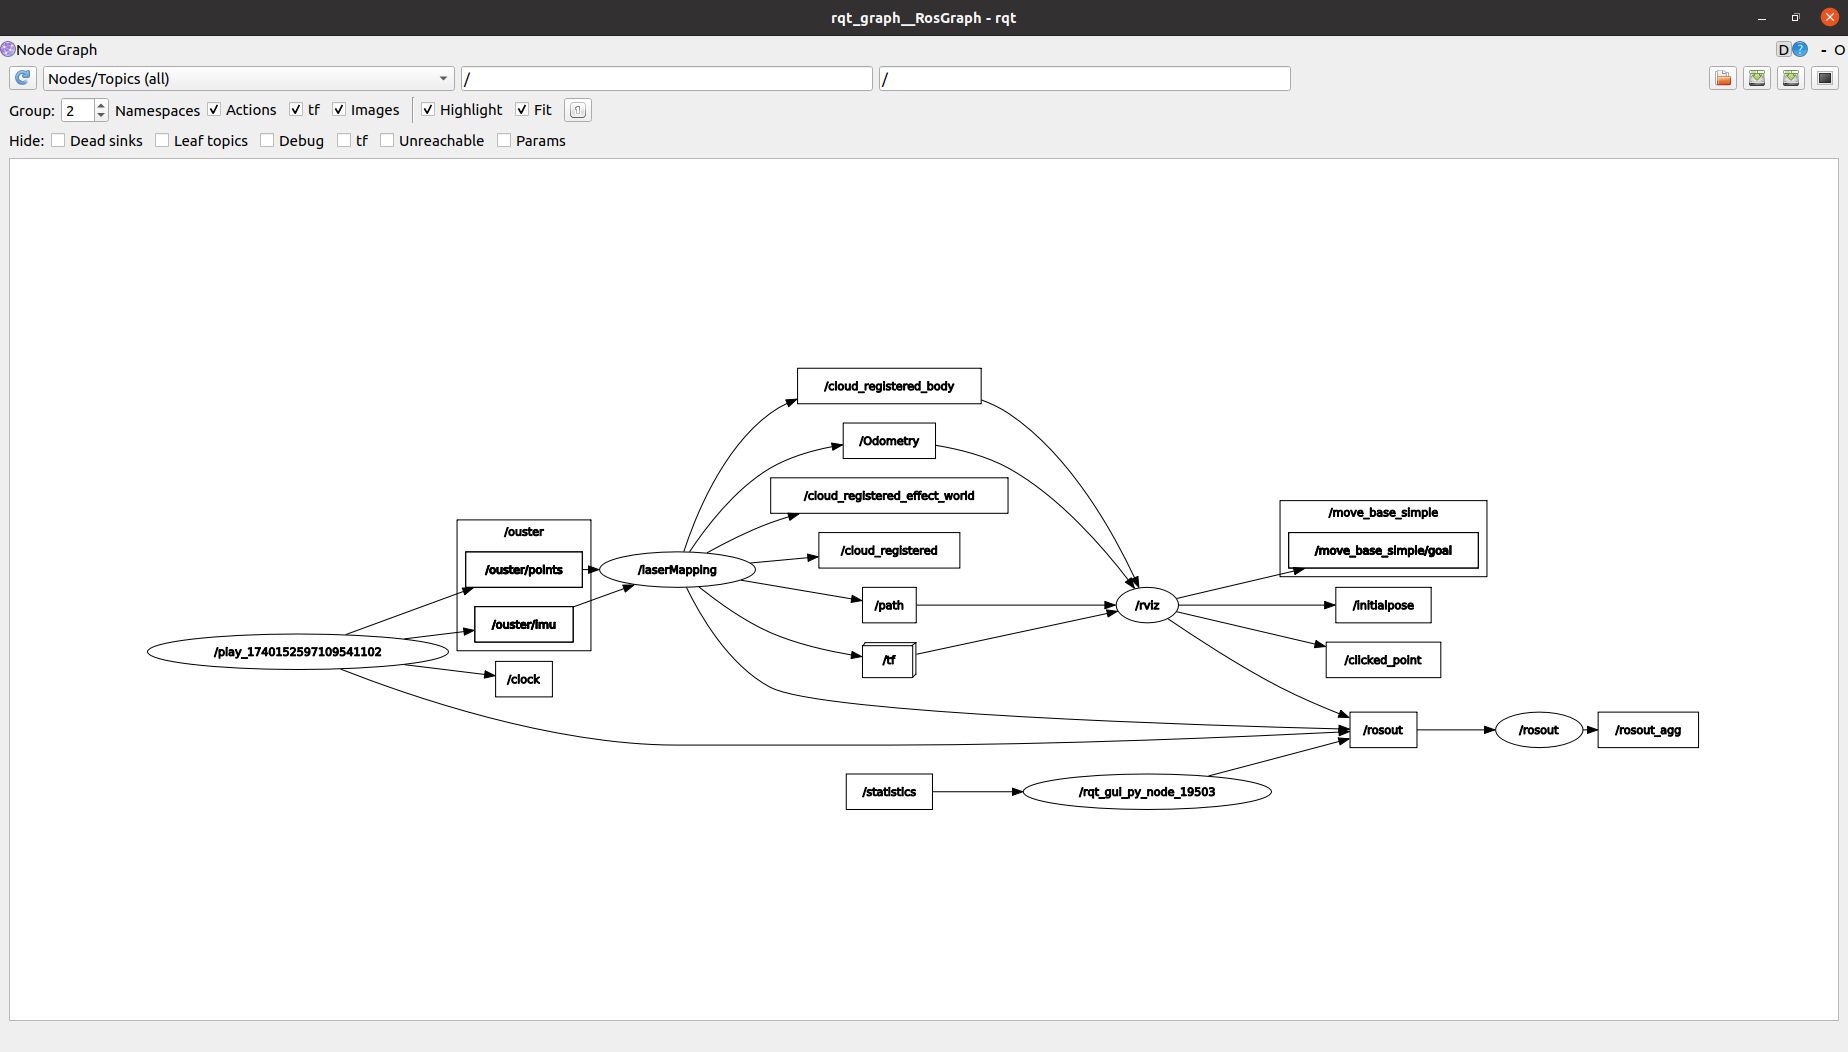 rqt_graph__RosGraph - rqt
Node Graph
D ? - O
Nodes/Topics (all) / /
Group: 2 Namespaces Actions tf Images Highlight Fit
Hide: Dead sinks Leaf topics Debug tf Unreachable Params
/cloud_registered_body
/Odometry
/cloud_registered_effect_world
/move_base_simple
/ouster
/cloud_registered
/move_base_simple/goal
/ouster/points
/laserMapping
/path
/rviz
/initialpose
/ouster/imu
/play_1740152597109541102
/tf
/clicked_point
/clock
/rosout
/rosout
/rosout_agg
/statistics
/rqt_gui_py_node_19503